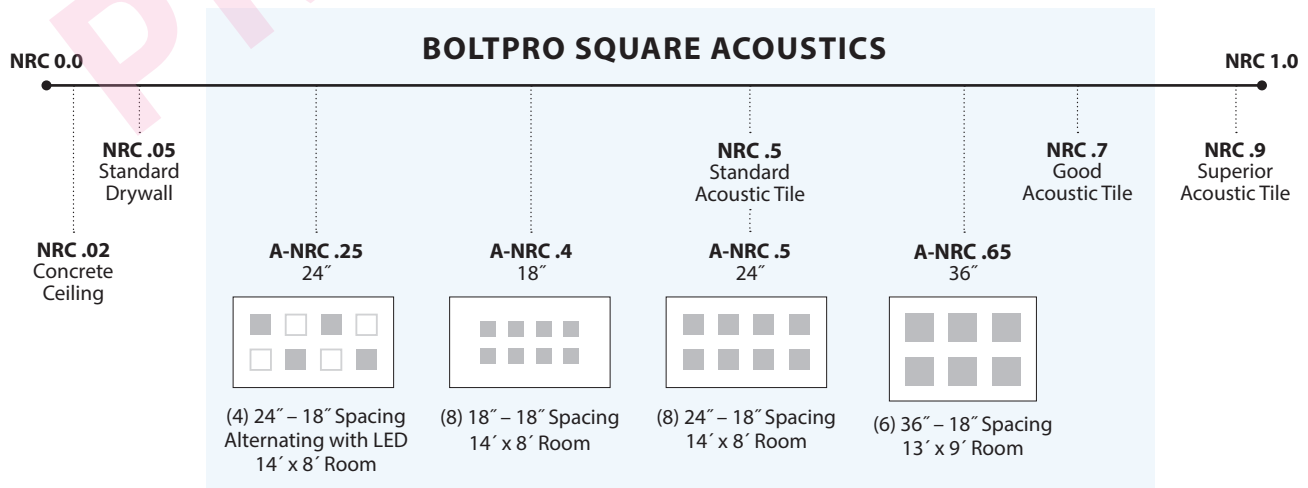 BOLTPRO SQUARE ACOUSTICS
NRC 0.0
NRC 1.0
NRC .05
Standard
Drywall
NRC .5
Standard
Acoustic Tile
NRC .7
Good
Acoustic Tile
NRC .9
Superior
Acoustic Tile
NRC .02
Concrete
Ceiling
A-NRC .25
24″
A-NRC .4
18″
A-NRC .5
24″
A-NRC .65
36″
(4) 24″ – 18″ Spacing
Alternating with LED
14′ x 8′ Room
(8) 18″ – 18″ Spacing
14′ x 8′ Room
(8) 24″ – 18″ Spacing
14′ x 8′ Room
(6) 36″ – 18″ Spacing
13′ x 9′ Room